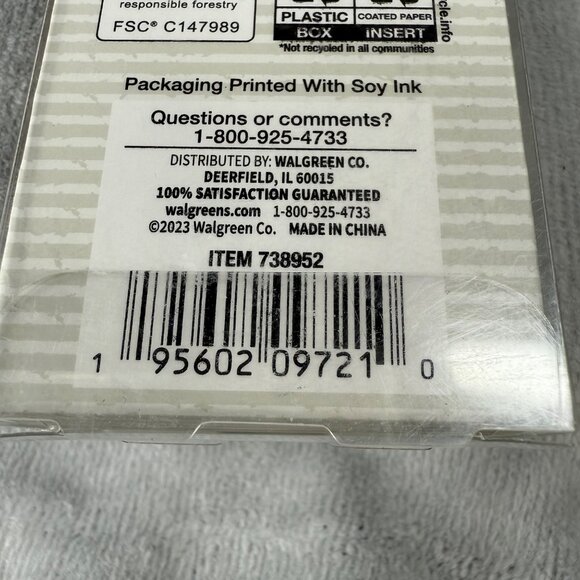 responsible forestry
FSC® C147989
PLASTIC
BOX
COATED PAPER
INSERT
cle.info
*Not recycled in all communities
Packaging Printed With Soy Ink
Questions or comments?
1-800-925-4733
DISTRIBUTED BY: WALGREEN CO.
DEERFIELD, IL 60015
100% SATISFACTION GUARANTEED
walgreens.com 1-800-925-4733
©2023 Walgreen Co. MADE IN CHINA
ITEM 738952
1 95602 09721 0